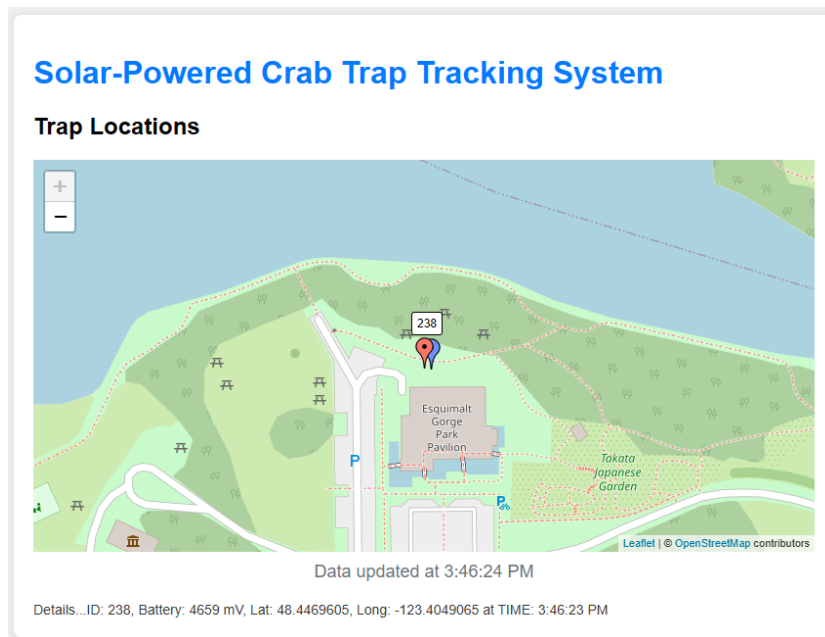 Solar-Powered Crab Trap Tracking System
Trap Locations
+
−
238
Esquimalt
Gorge
Park
Pavilion
P
Takata
Japanese
Garden
P
Leaflet | © OpenStreetMap contributors
Data updated at 3:46:24 PM
Details...ID: 238, Battery: 4659 mV, Lat: 48.4469605, Long: -123.4049065 at TIME: 3:46:23 PM